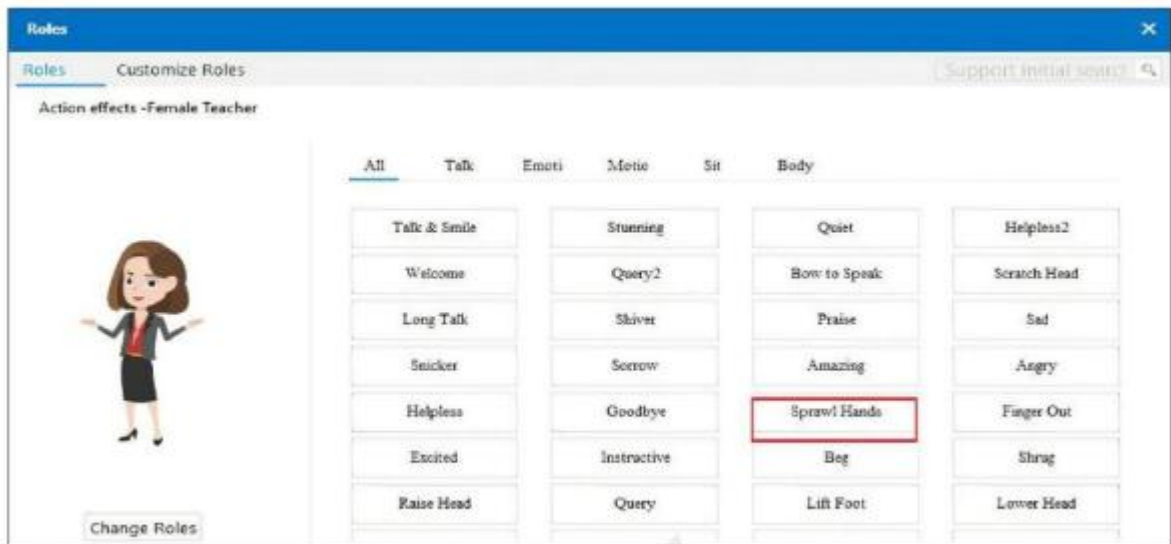 Roles
Roles Customize Roles Support initial search
Action effects -Female Teacher
All Talk Emoti Motio Sit Body
Talk & Smile Stunning Quiet Helpless2
Welcome Query2 Bow to Speak Scratch Head
Long Talk Shiver Praise Sad
Snicker Sorrow Amazing Angry
Helpless Goodbye Sprawl Hands Finger Out
Excited Instructive Beg Shrug
Raise Head Query Lift Foot Lower Head
Change Roles